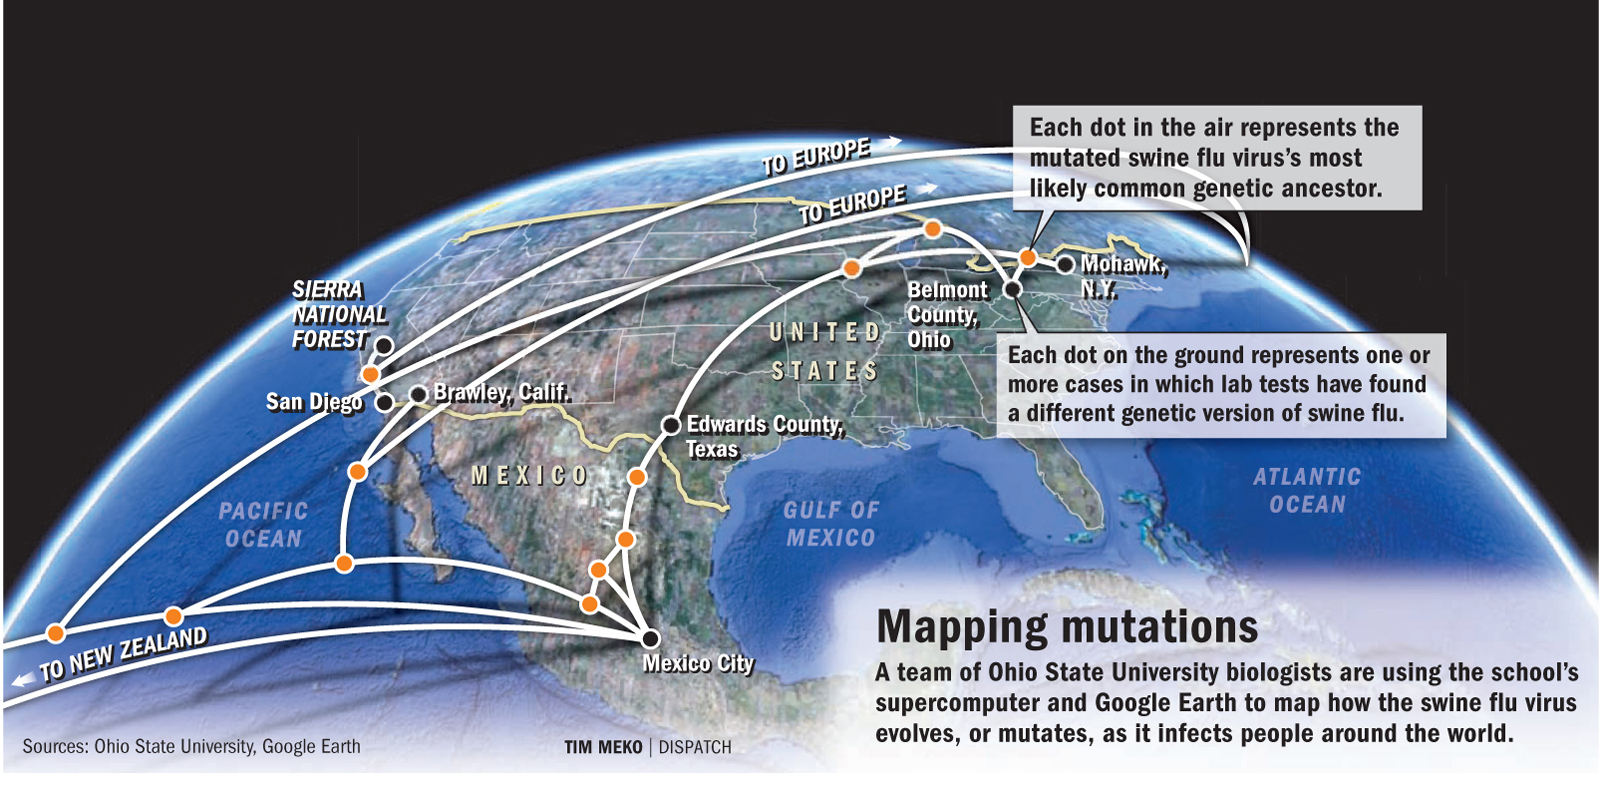 TO EUROPE
TO EUROPE
Each dot in the air represents the
mutated swine flu virus’s most
likely common genetic ancestor.
SIERRA
NATIONAL
FOREST
San Diego
Brawley, Calif.
Belmont
County,
Ohio
Mohawk,
N.Y.
UNITED
STATES
Each dot on the ground represents one or
more cases in which lab tests have found
a different genetic version of swine flu.
Edwards County,
Texas
MEXICO
PACIFIC
OCEAN
GULF OF
MEXICO
ATLANTIC
OCEAN
TO NEW ZEALAND
Mexico City
Mapping mutations
A team of Ohio State University biologists are using the school’s
supercomputer and Google Earth to map how the swine flu virus
evolves, or mutates, as it infects people around the world.
Sources: Ohio State University, Google Earth
TIM MEKO | DISPATCH